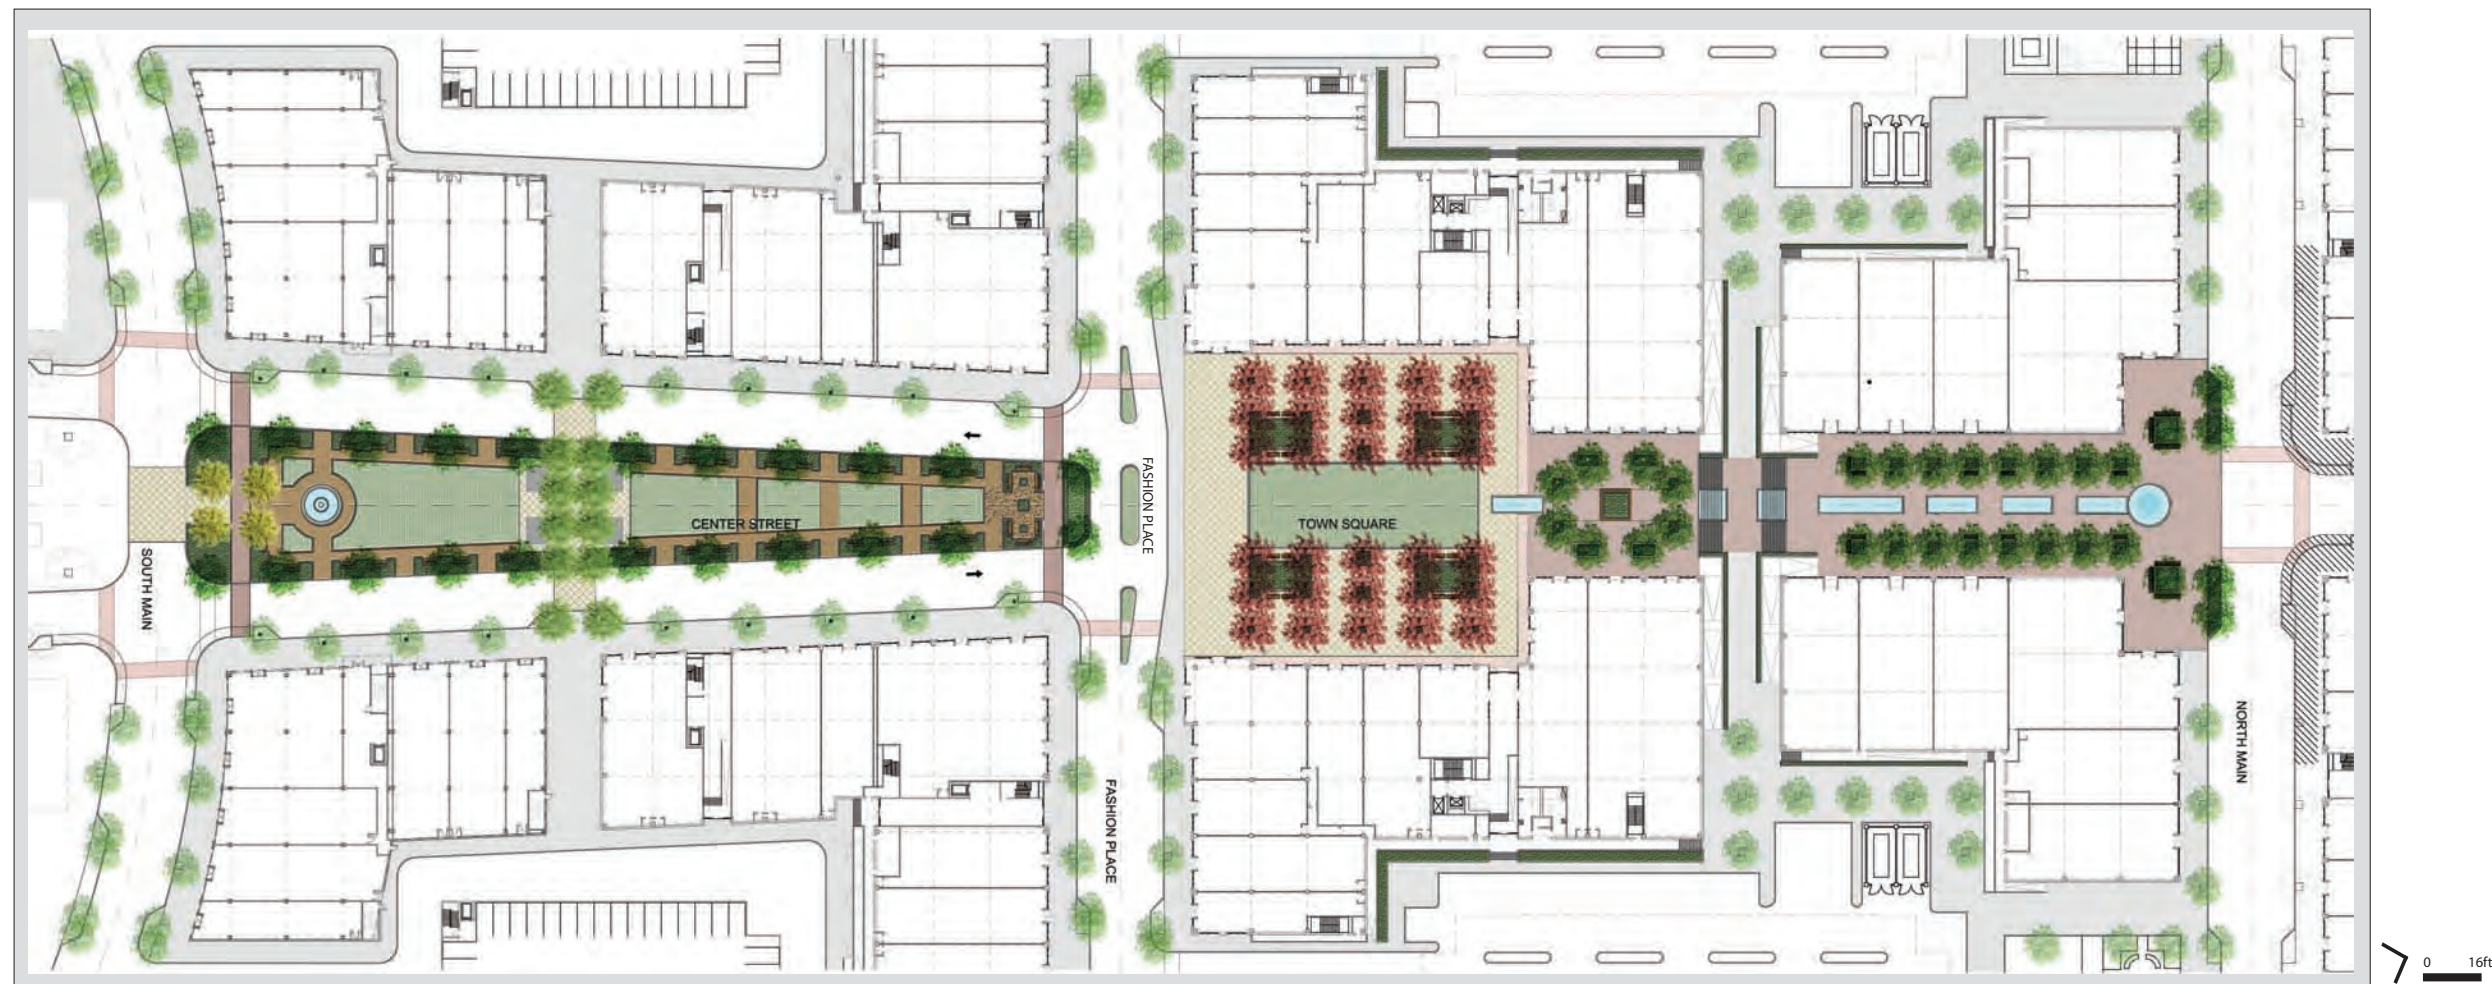 SOUTH MAIN
CENTER STREET
FASHION PLACE
FASHION PLACE
TOWN SQUARE
NORTH MAIN
0 16ft